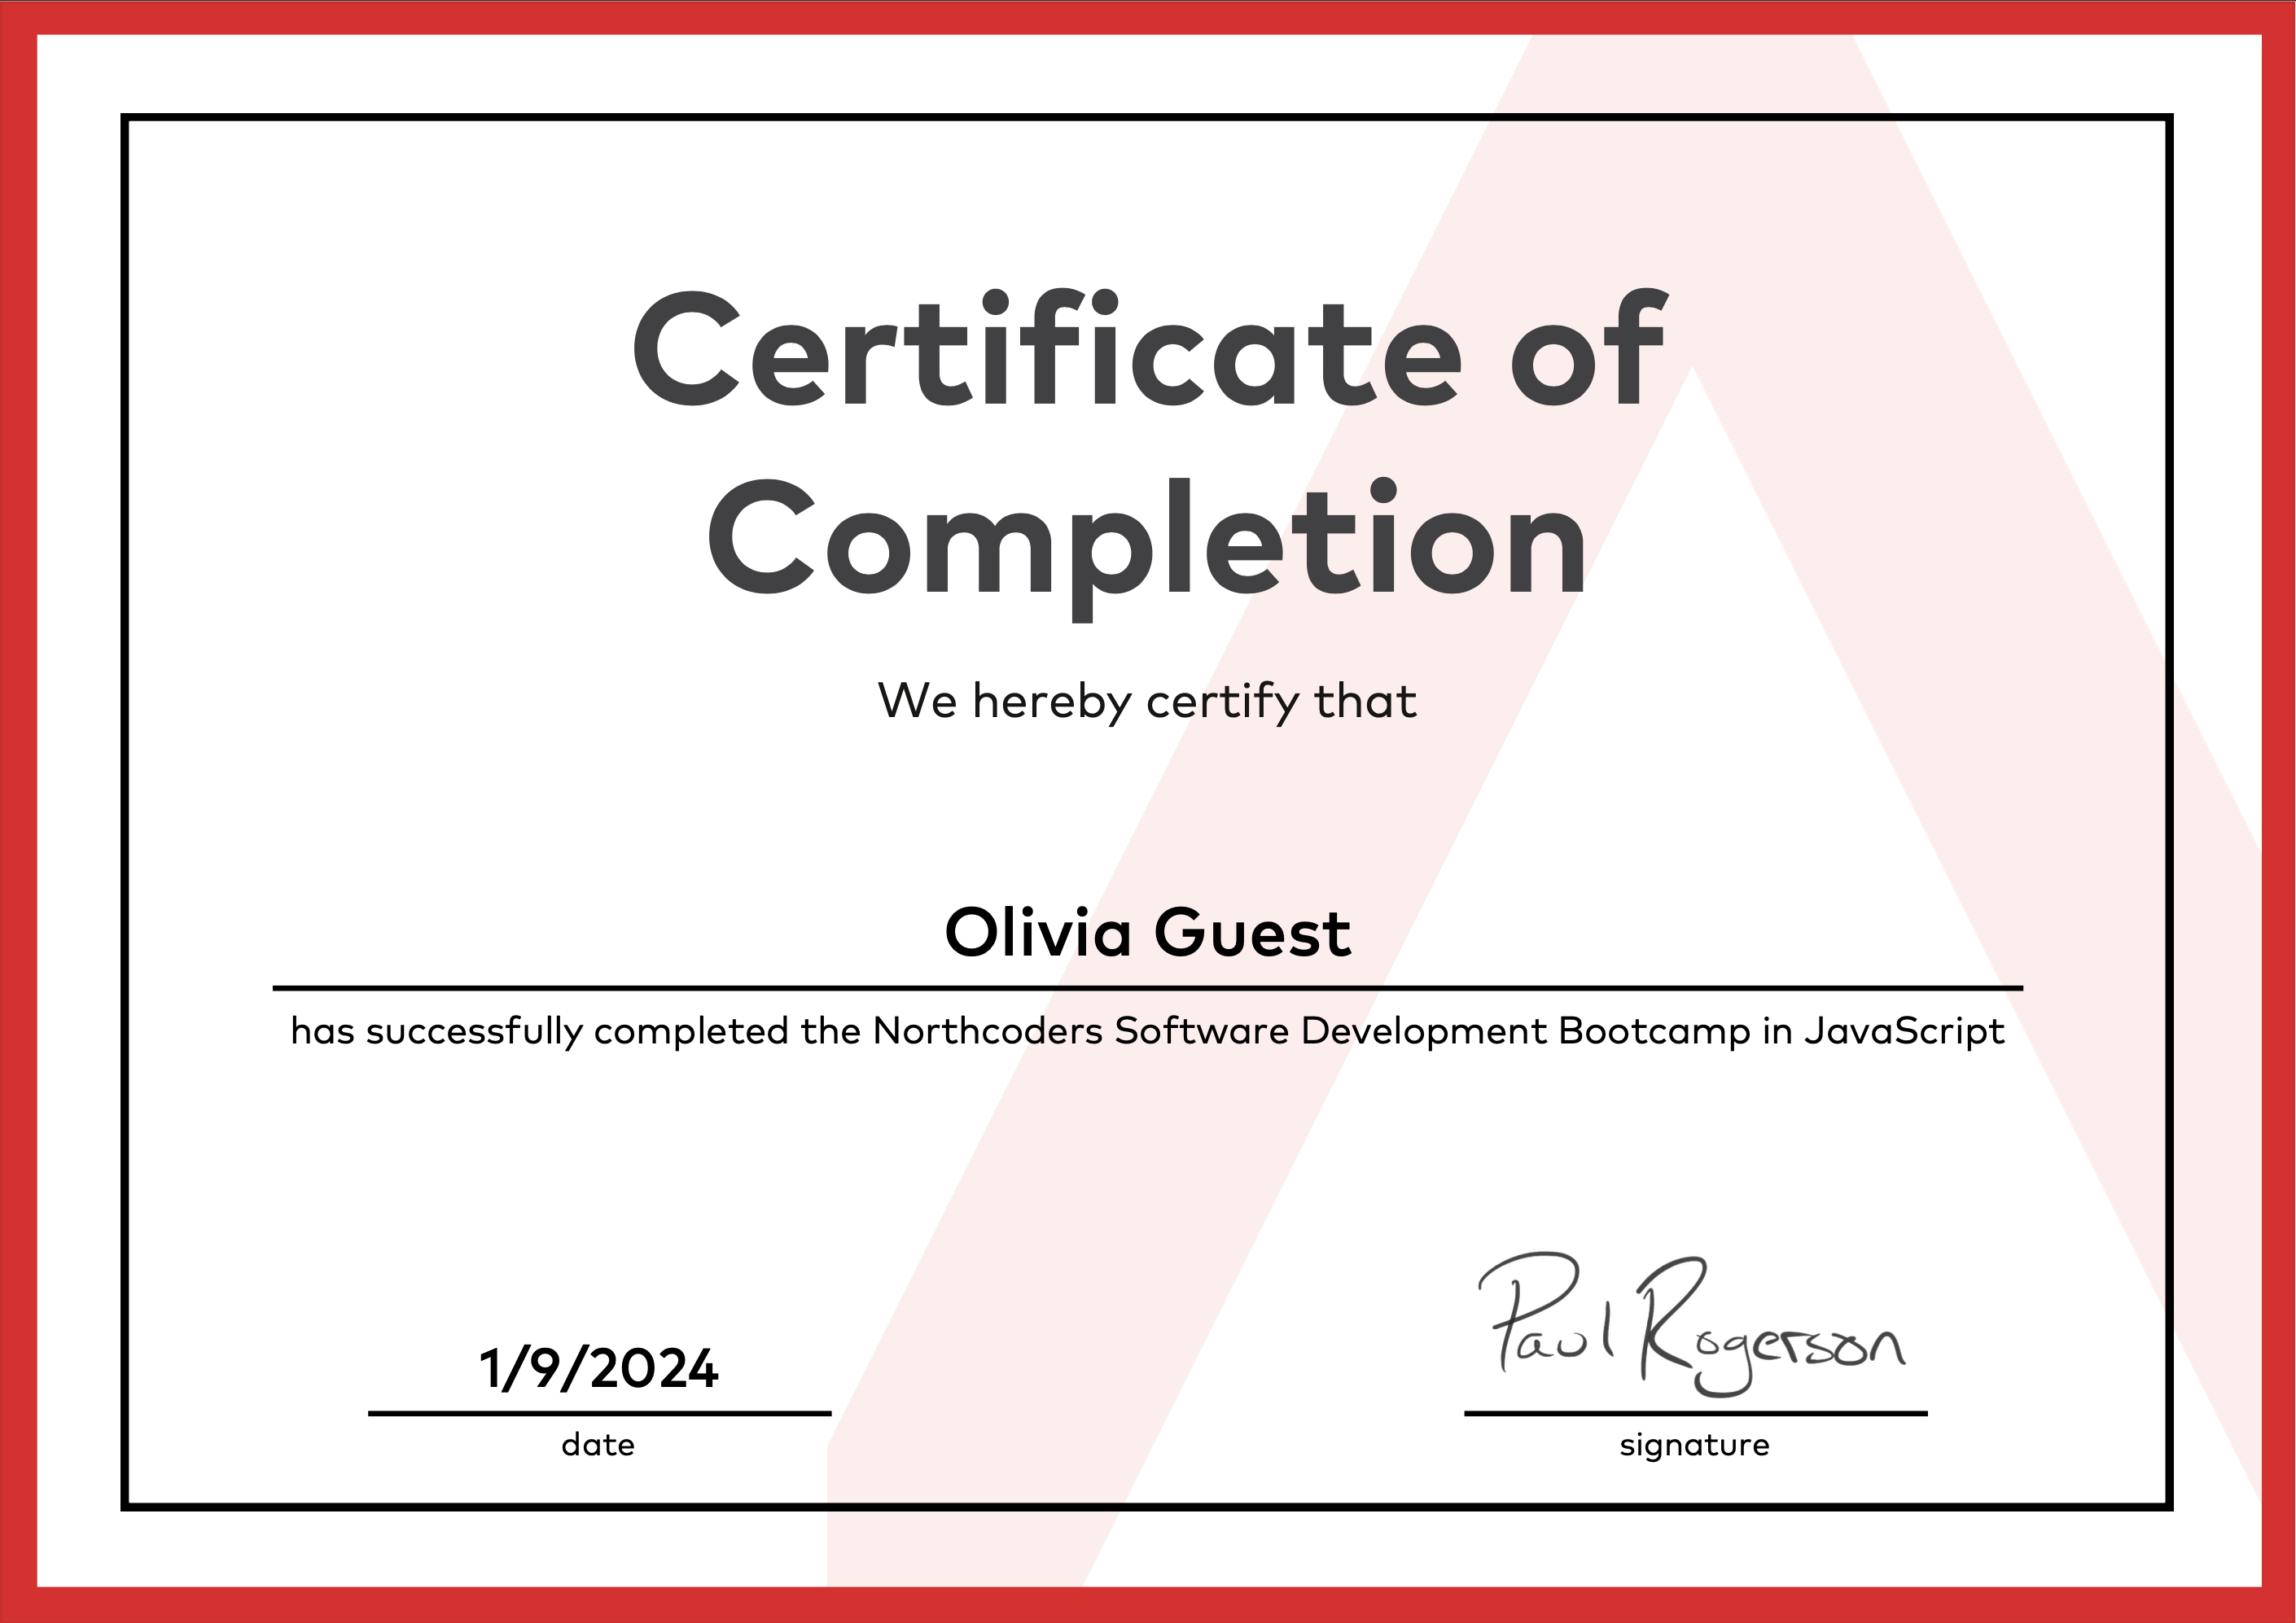 Certificate of
Completion
We hereby certify that
Olivia Guest
has successfully completed the Northcoders Software Development Bootcamp in JavaScript
Paul Rogerson
1/9/2024
date
signature